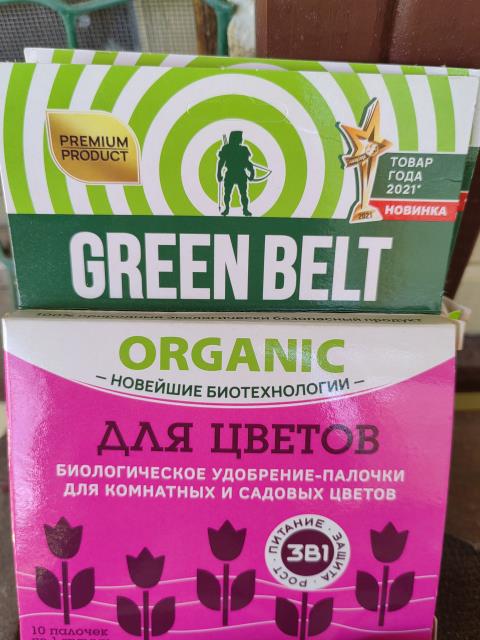 PREMIUM
PRODUCT
ТОВАР
ГОДА
2021*
НОВИНКА
2021
GREEN BELT
ORGANIC
НОВЕЙШИЕ БИОТЕХНОЛОГИИ
ДЛЯ ЦВЕТОВ
БИОЛОГИЧЕСКОЕ УДОБРЕНИЕ-ПАЛОЧКИ
ДЛЯ КОМНАТНЫХ И САДОВЫХ ЦВЕТОВ
ПИТАНИЕ · ЗАЩИТА · РОСТ ·
3В1
10 палочек